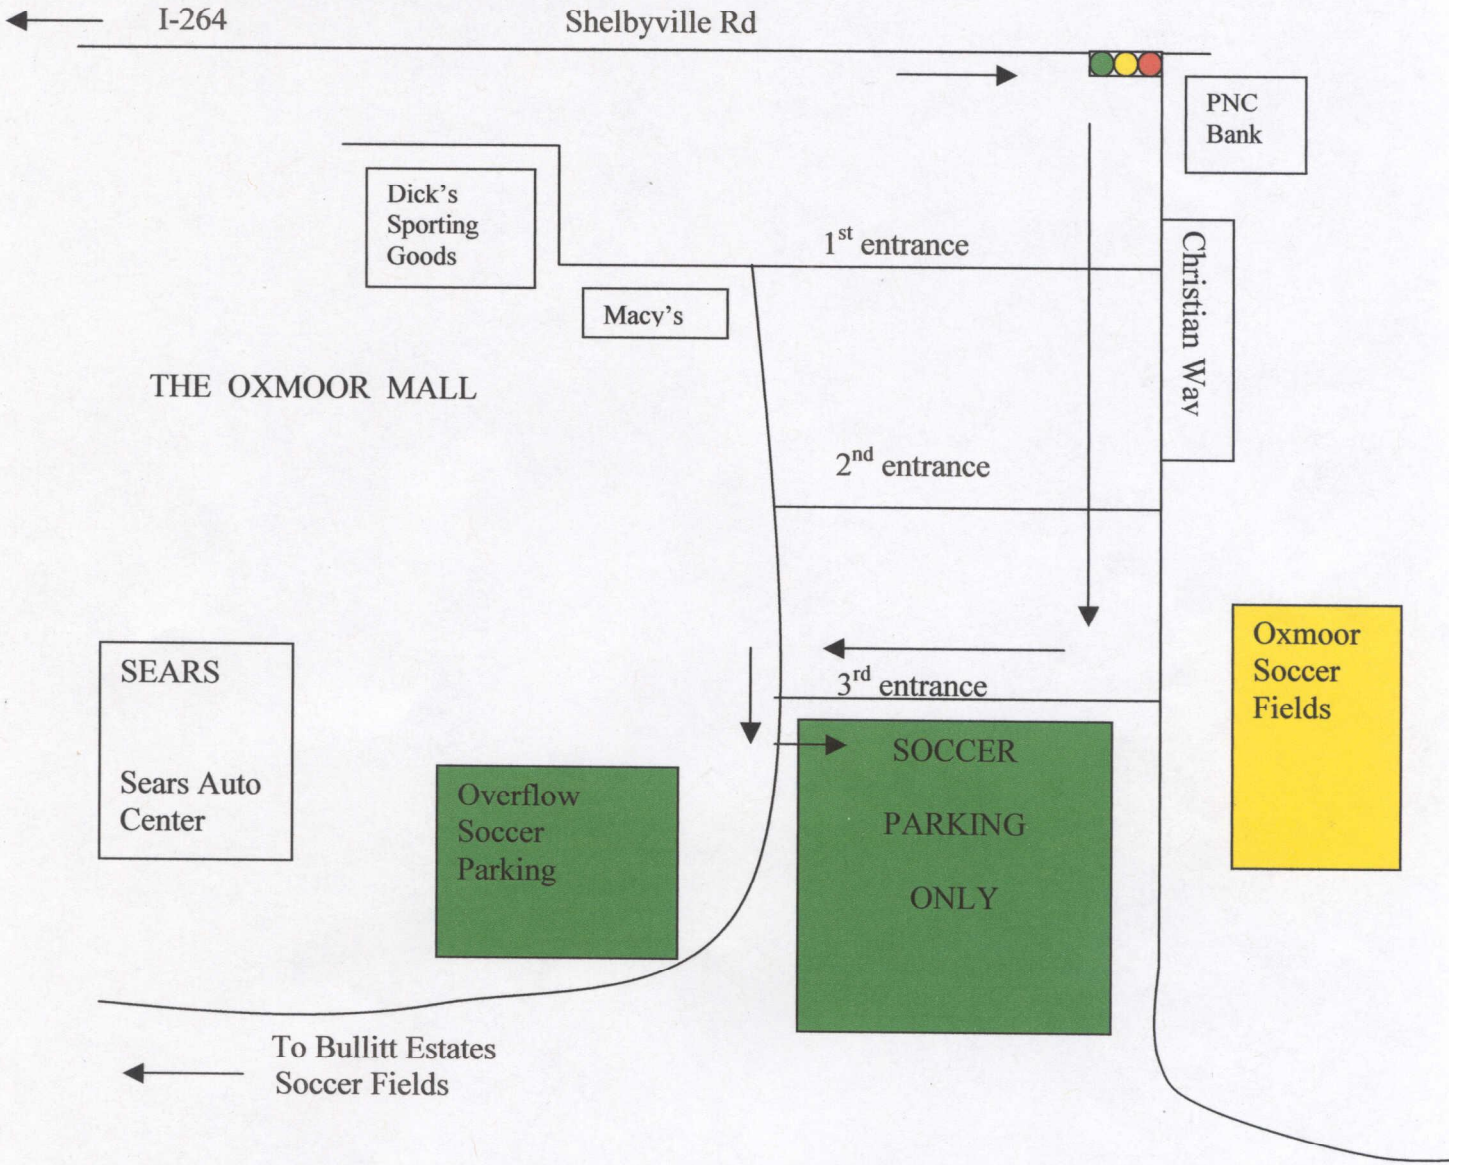 I-264
Shelbyville Rd
PNC
Bank
Dick's
Sporting
Goods
1st entrance
Christian Way
Macy's
THE OXMOOR MALL
2nd entrance
Oxmoor
Soccer
Fields
SEARS
3rd entrance
Sears Auto
Center
Overflow
Soccer
Parking
SOCCER
PARKING
ONLY
To Bullitt Estates
Soccer Fields